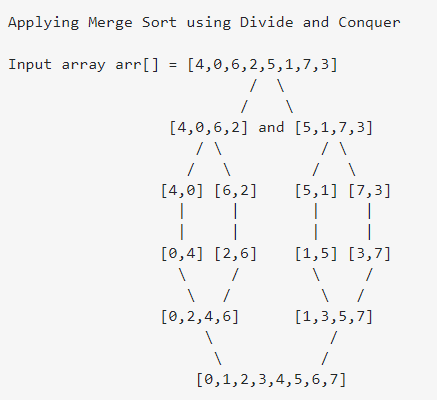 Applying Merge Sort using Divide and Conquer
Input array arr[] = [4,0,6,2,5,1,7,3]
/ \
/ \
[4,0,6,2] and [5,1,7,3]
/ \ / \
/ \ / \
[4,0] [6,2] [5,1] [7,3]
| | | |
| | | |
[0,4] [2,6] [1,5] [3,7]
\ / \ /
\ / \ /
[0,2,4,6] [1,3,5,7]
\ /
\ /
[0,1,2,3,4,5,6,7]